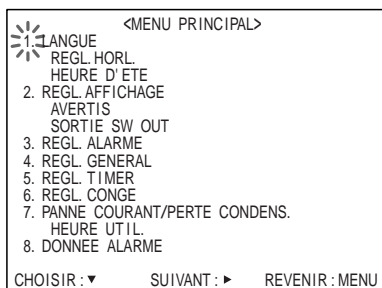 <MENU PRINCIPAL>
1. LANGUE
REGL. HORL.
HEURE D'ETE
2. REGL. AFFICHAGE
AVERTIS
SORTIE SW OUT
3. REGL. ALARME
4. REGL. GENERAL
5. REGL. TIMER
6. REGL. CONGE
7. PANNE COURANT/PERTE CONDENS.
HEURE UTIL.
8. DONNEE ALARME
CHOISIR : ▼ SUIVANT : ► REVENIR : MENU